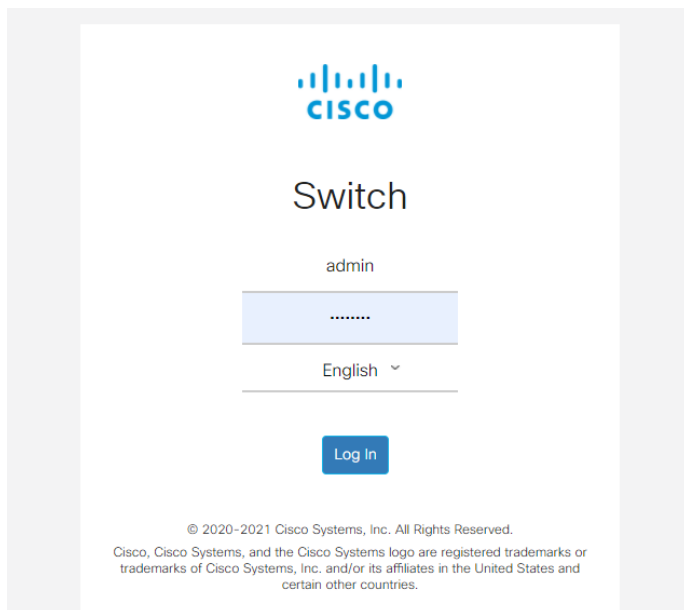 CISCO
Switch
admin
........
English
Log In
© 2020-2021 Cisco Systems, Inc. All Rights Reserved.
Cisco, Cisco Systems, and the Cisco Systems logo are registered trademarks or
trademarks of Cisco Systems, Inc. and/or its affiliates in the United States and
certain other countries.